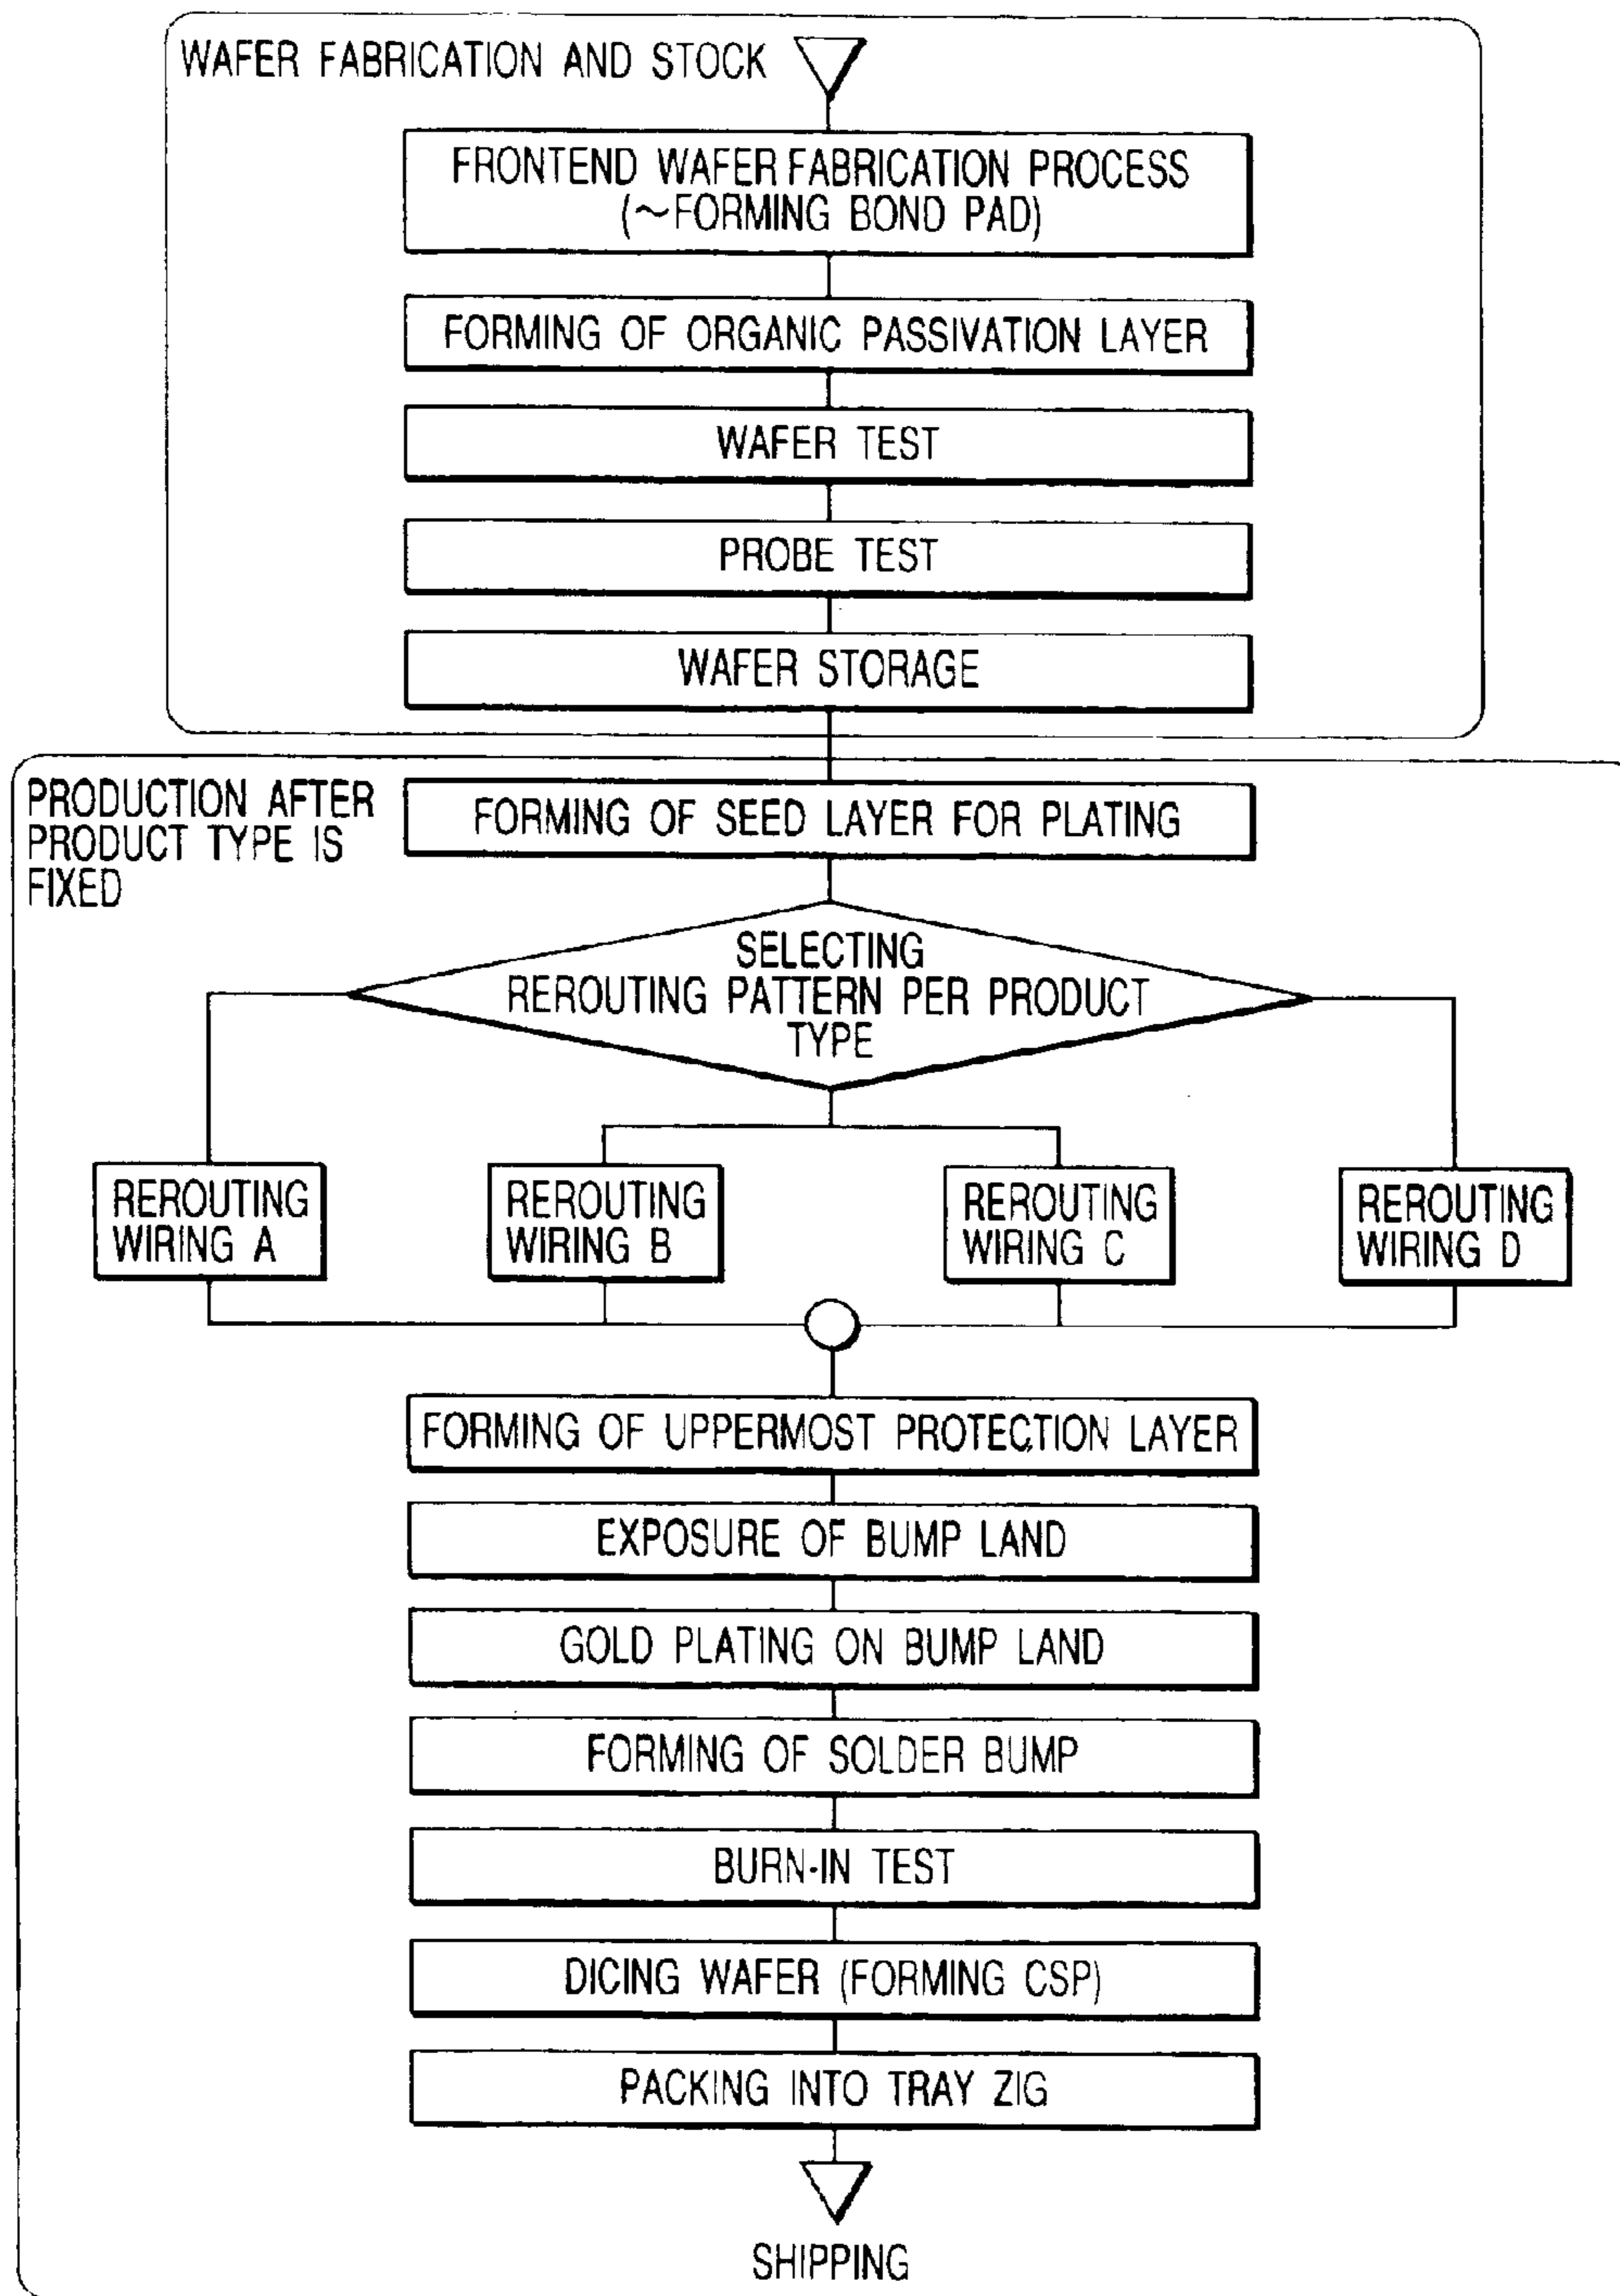 WAFER FABRICATION AND STOCK
FRONTEND WAFER FABRICATION PROCESS
(~FORMING BOND PAD)
FORMING OF ORGANIC PASSIVATION LAYER
WAFER TEST
PROBE TEST
WAFER STORAGE
PRODUCTION AFTER
PRODUCT TYPE IS
FIXED
FORMING OF SEED LAYER FOR PLATING
SELECTING
REROUTING PATTERN PER PRODUCT
TYPE
REROUTING
WIRING A
REROUTING
WIRING B
REROUTING
WIRING C
REROUTING
WIRING D
FORMING OF UPPERMOST PROTECTION LAYER
EXPOSURE OF BUMP LAND
GOLD PLATING ON BUMP LAND
FORMING OF SOLDER BUMP
BURN-IN TEST
DICING WAFER (FORMING CSP)
PACKING INTO TRAY ZIG
SHIPPING